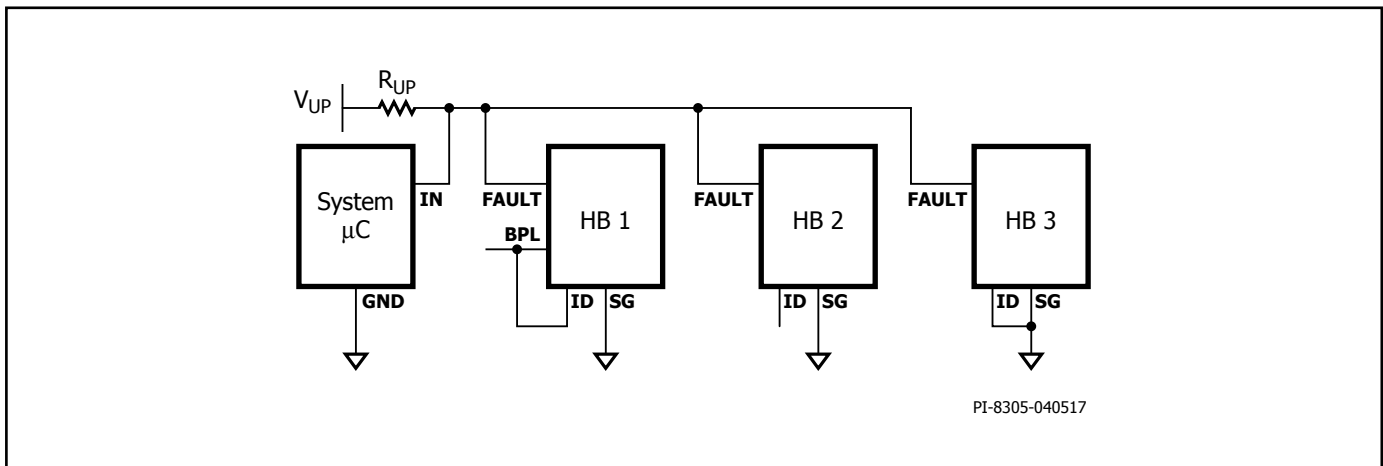 R_UP
V_UP
System
μC
IN
GND
FAULT
BPL
HB 1
ID
SG
FAULT
HB 2
ID
SG
FAULT
HB 3
ID
SG
PI-8305-040517